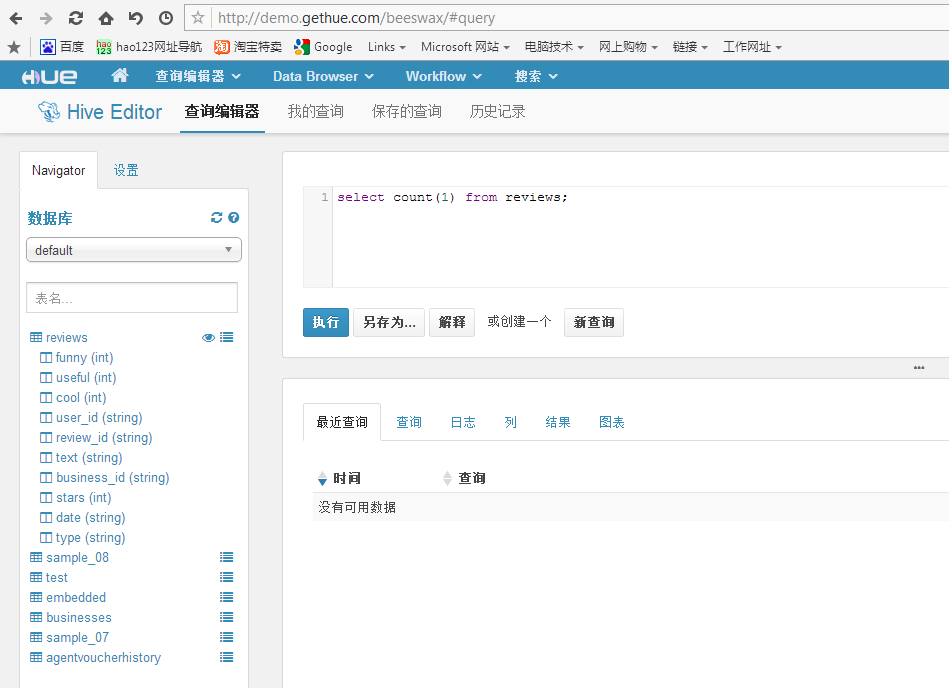 http://demo.gethue.com/beeswax/#query
百度 hao123 hao123网址导航 淘宝特卖 Google Links Microsoft 网站 电脑技术 网上购物 链接 工作网址
HUE 查询编辑器 Data Browser Workflow 搜索
Hive Editor 查询编辑器 我的查询 保存的查询 历史记录
Navigator 设置
数据库
default
表名...
reviews
funny (int)
useful (int)
cool (int)
user_id (string)
review_id (string)
text (string)
business_id (string)
stars (int)
date (string)
type (string)
sample_08
test
embedded
businesses
sample_07
agentvoucherhistory
1 select count(1) from reviews;
执行 另存为... 解释 或创建一个 新查询
最近查询 查询 日志 列 结果 图表
时间 查询
没有可用数据